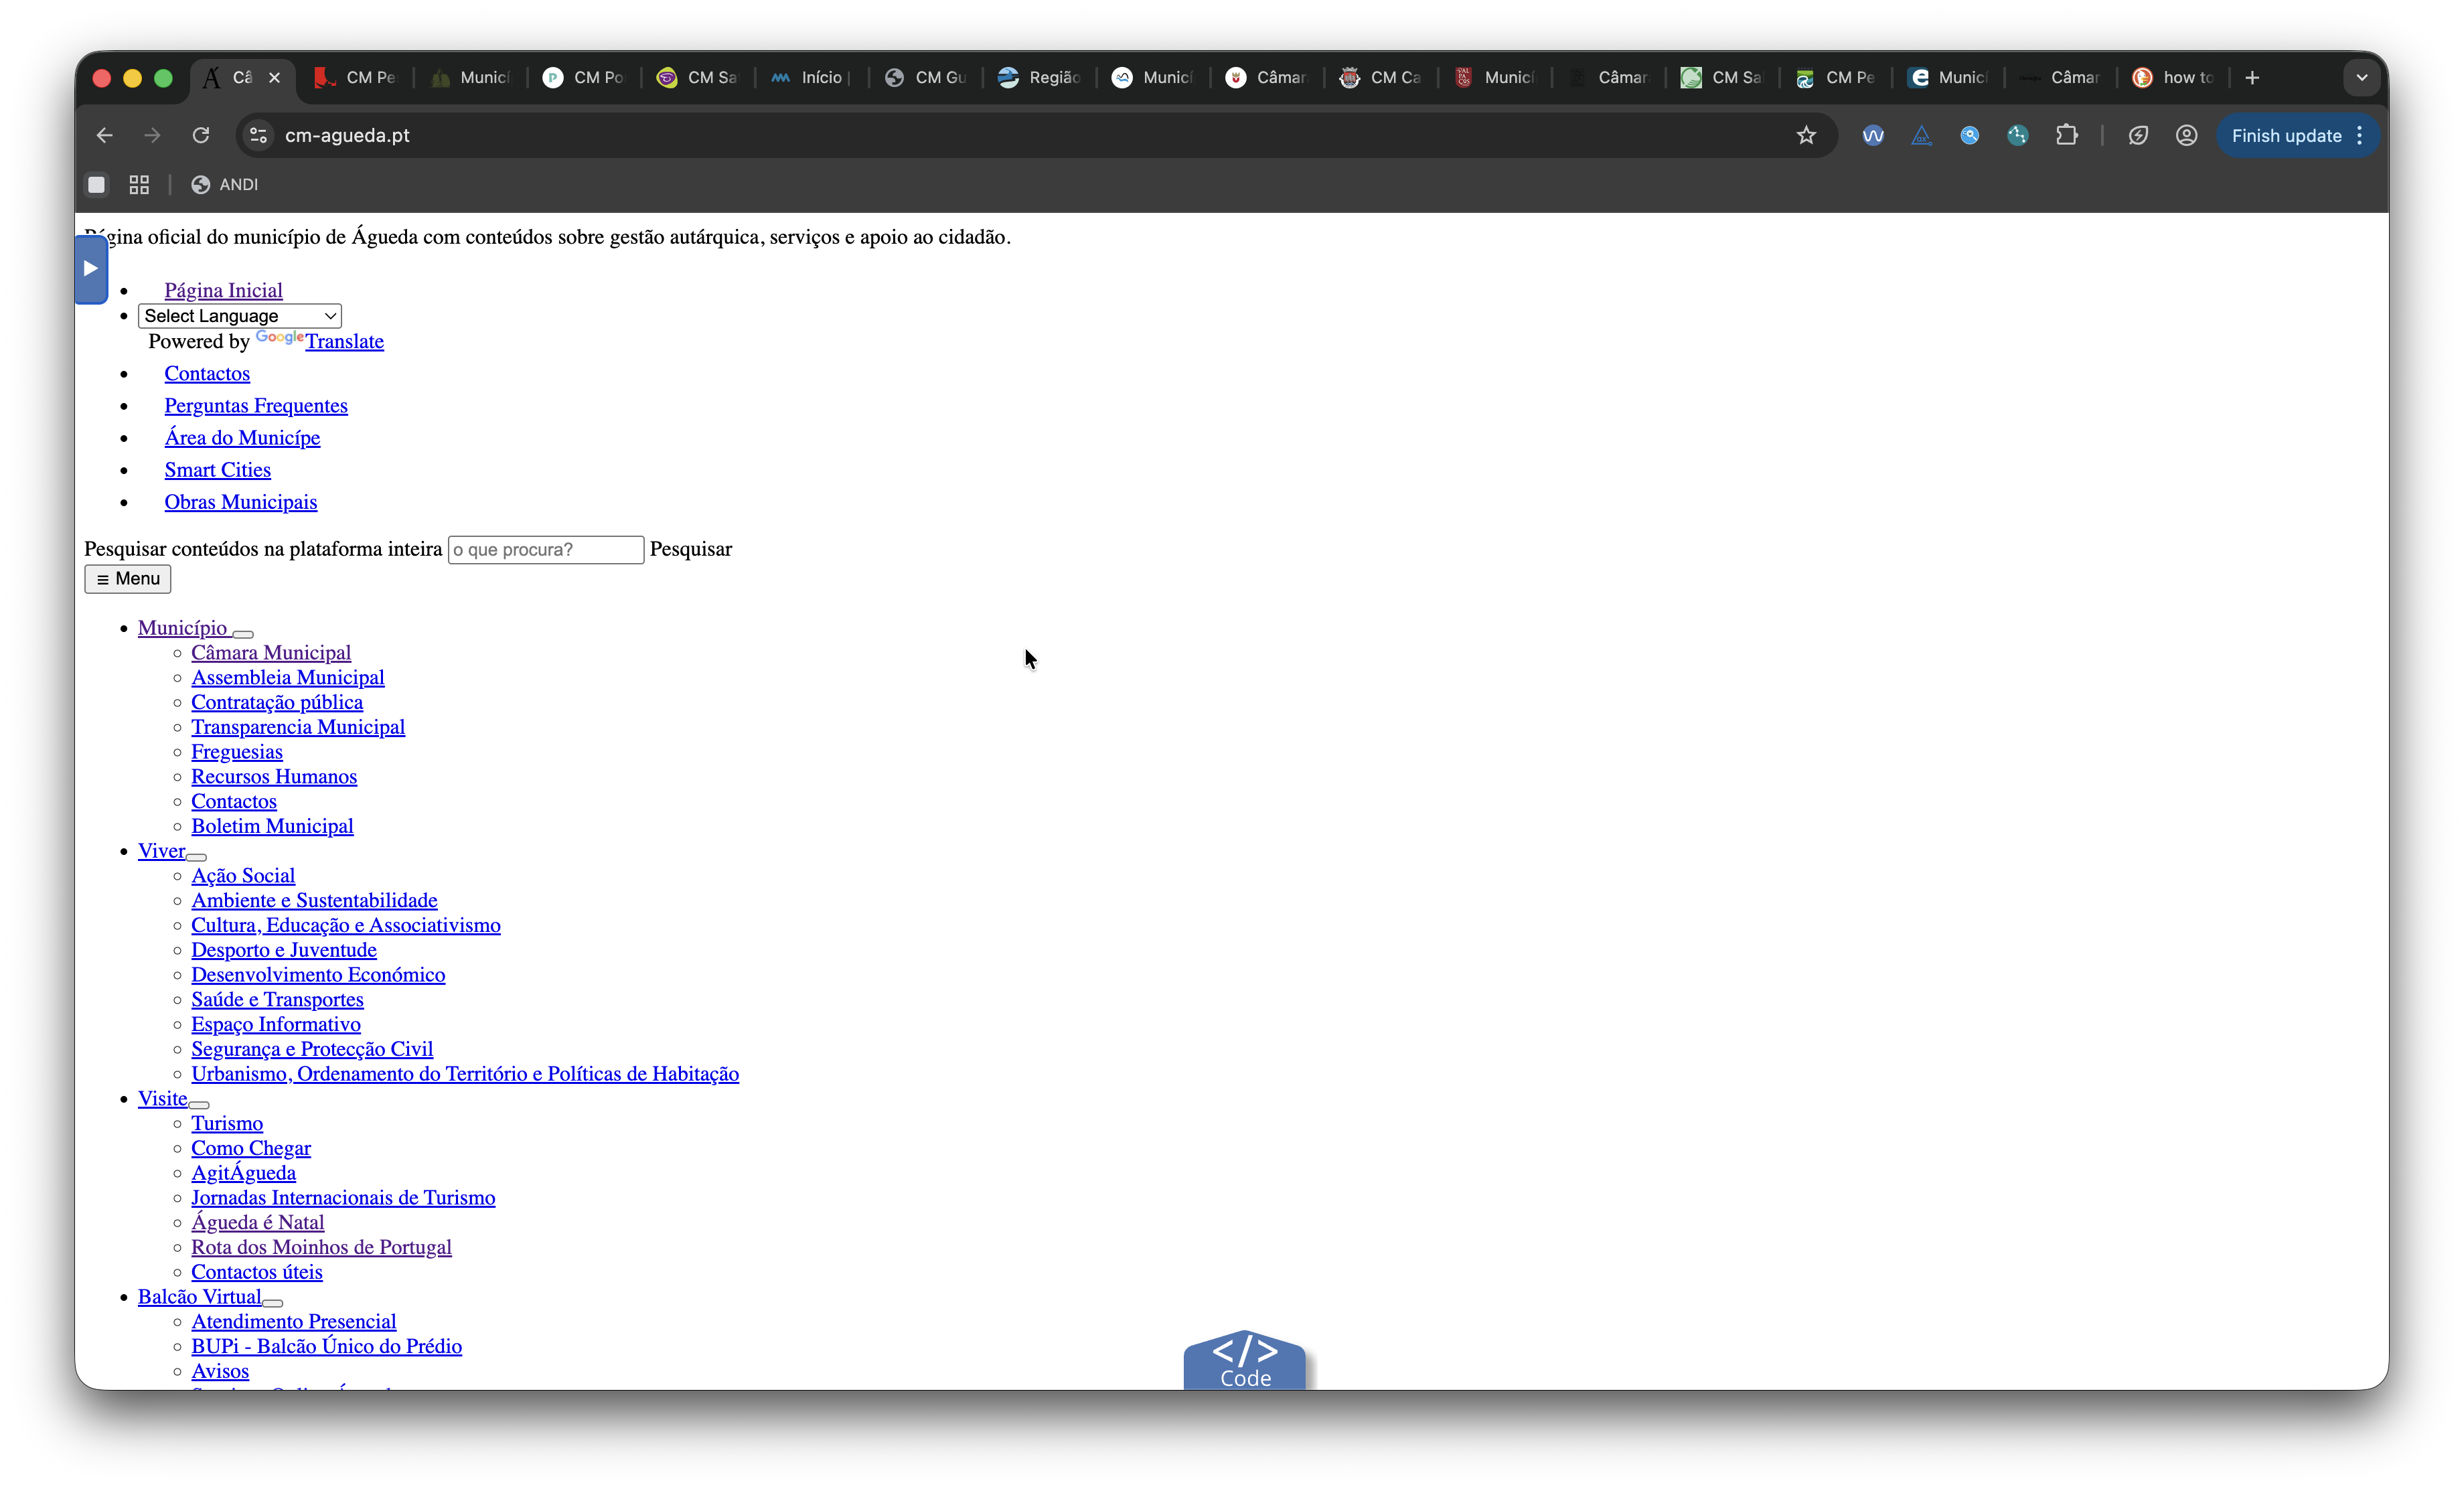 Câ
CM Pe
Municí
CM Po
CM Sa
Início |
CM Gu
Região
Municí
Câmar
CM Ca
Municí
Câmar
CM Sa
CM Pe
Municí
Câmar
how to
cm-agueda.pt
Finish update
ANDI
Página oficial do município de Águeda com conteúdos sobre gestão autárquica, serviços e apoio ao cidadão.
Página Inicial
Select Language
Powered by Google Translate
Contactos
Perguntas Frequentes
Área do Municípe
Smart Cities
Obras Municipais
Pesquisar conteúdos na plataforma inteira o que procura? Pesquisar
≡ Menu
Município
Câmara Municipal
Assembleia Municipal
Contratação pública
Transparencia Municipal
Freguesias
Recursos Humanos
Contactos
Boletim Municipal
Viver
Ação Social
Ambiente e Sustentabilidade
Cultura, Educação e Associativismo
Desporto e Juventude
Desenvolvimento Económico
Saúde e Transportes
Espaço Informativo
Segurança e Protecção Civil
Urbanismo, Ordenamento do Território e Políticas de Habitação
Visite
Turismo
Como Chegar
AgitÁgueda
Jornadas Internacionais de Turismo
Águeda é Natal
Rota dos Moinhos de Portugal
Contactos úteis
Balcão Virtual
Atendimento Presencial
BUPi - Balcão Único do Prédio
Avisos
</>
Code